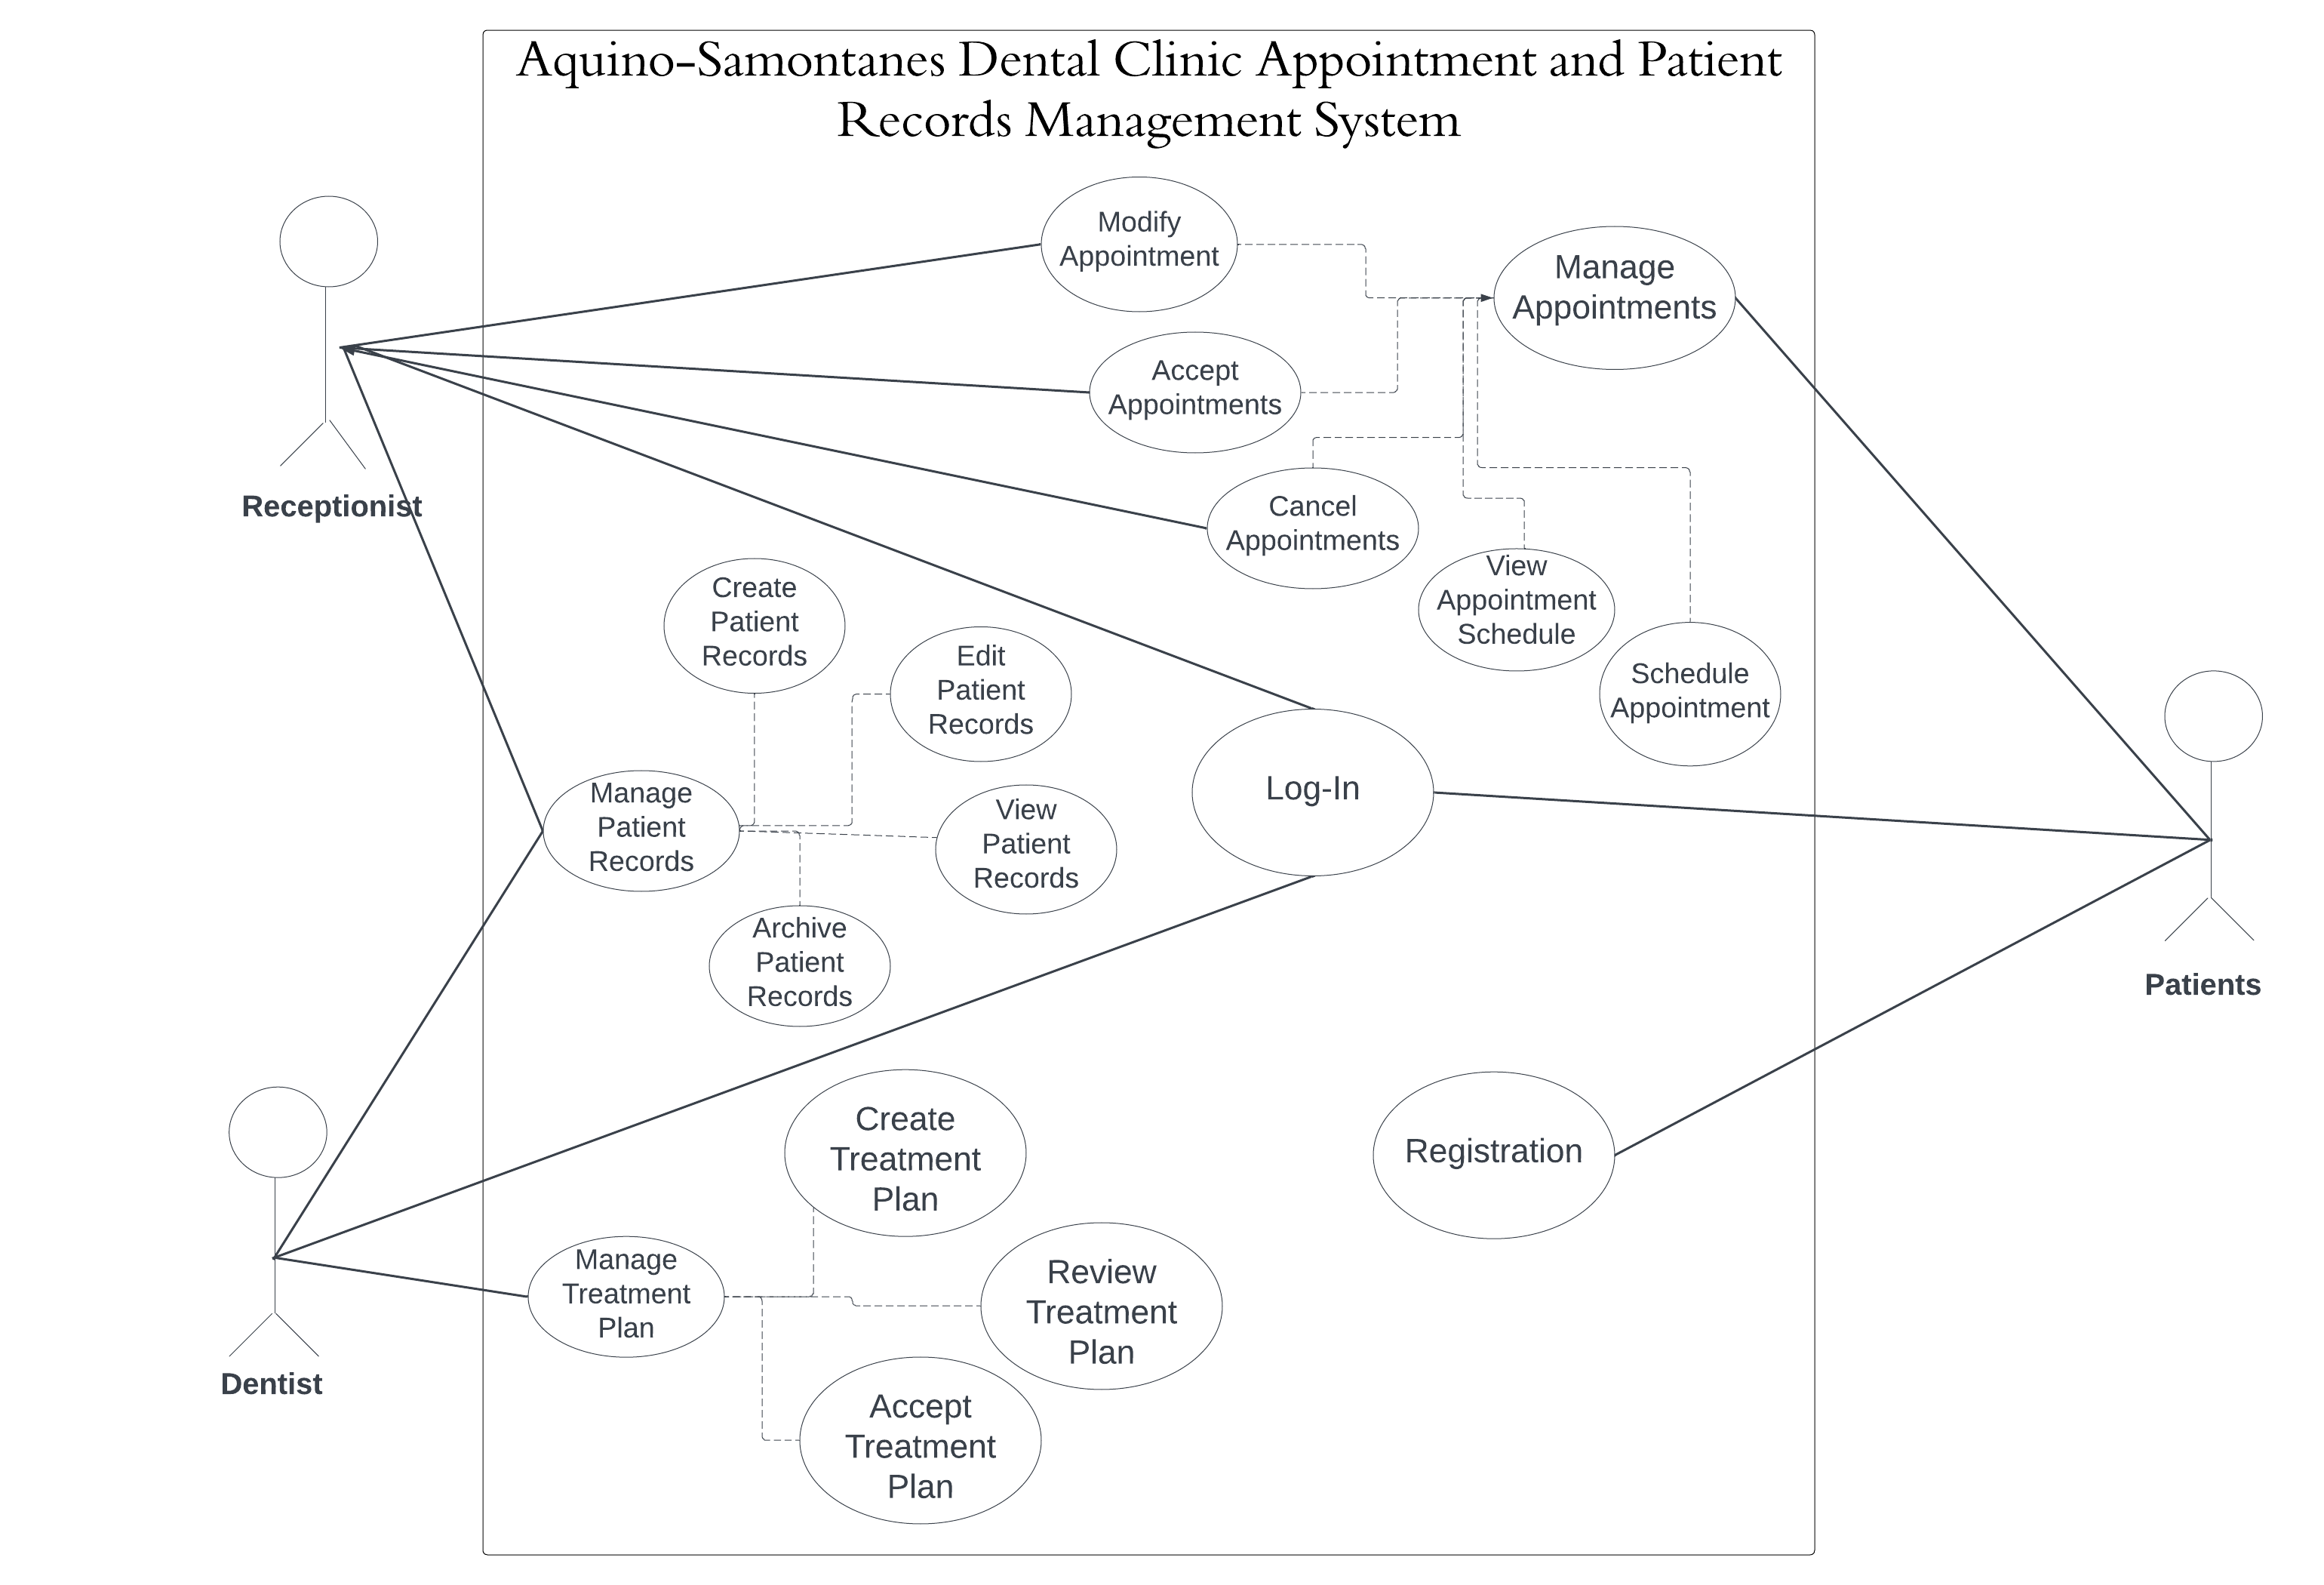 Aquino-Samontanes Dental Clinic Appointment and Patient
Records Management System
Modify
Appointment
Manage
Appointments
Accept
Appointments
Receptionist
Cancel
Appointments
View
Appointment
Schedule
Create
Patient
Records
Edit
Patient
Records
Schedule
Appointment
Log-In
Manage
Patient
Records
View
Patient
Records
Archive
Patient
Records
Patients
Create
Treatment
Plan
Registration
Manage
Treatment
Plan
Review
Treatment
Plan
Dentist
Accept
Treatment
Plan